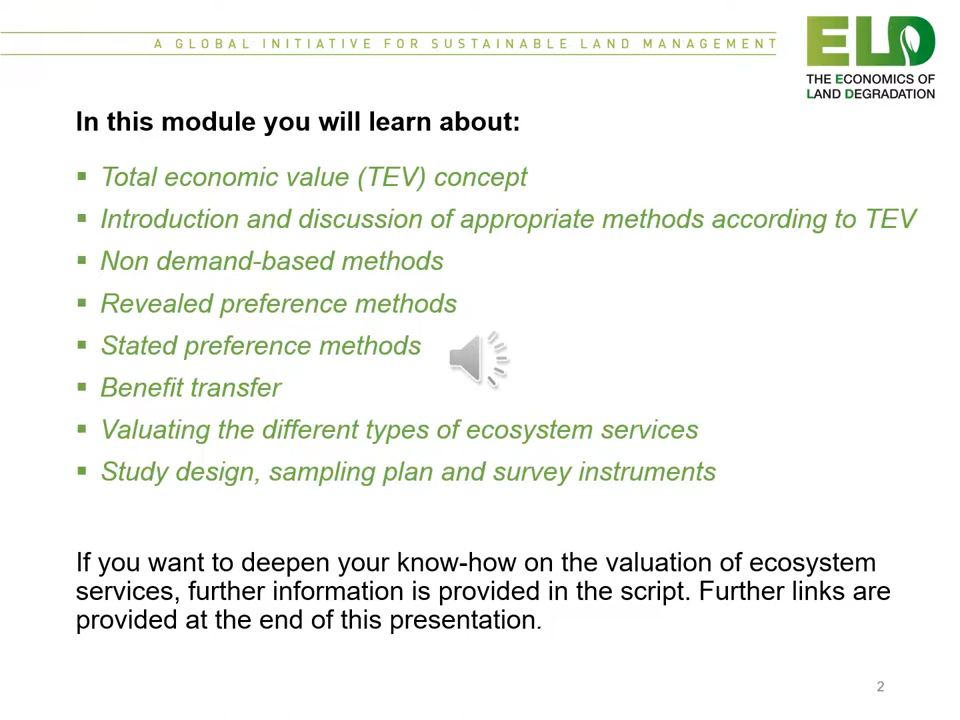 A GLOBAL INITIATIVE FOR SUSTAINABLE LAND MANAGEMENT
ELD
THE ECONOMICS OF
LAND DEGRADATION
In this module you will learn about:
▪ Total economic value (TEV) concept
▪ Introduction and discussion of appropriate methods according to TEV
▪ Non demand-based methods
▪ Revealed preference methods
▪ Stated preference methods
▪ Benefit transfer
▪ Valuating the different types of ecosystem services
▪ Study design, sampling plan and survey instruments
If you want to deepen your know-how on the valuation of ecosystem
services, further information is provided in the script. Further links are
provided at the end of this presentation.
2